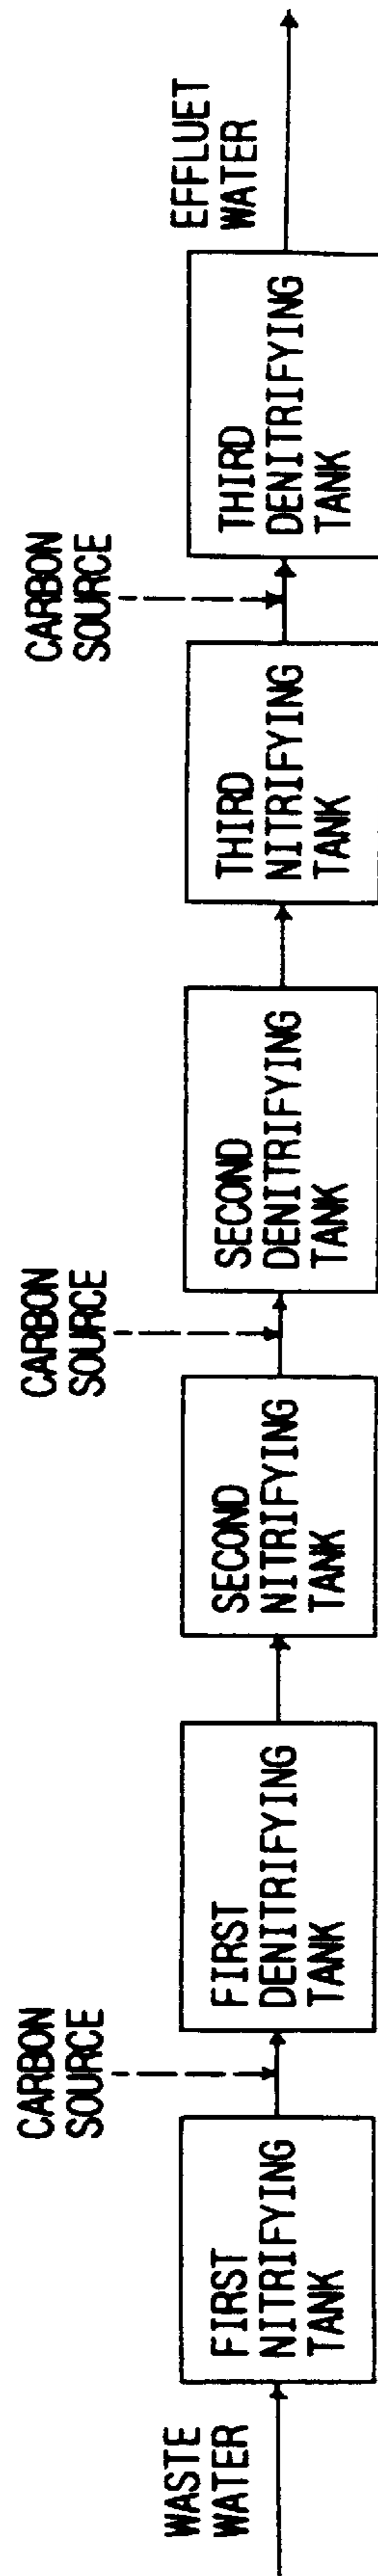 WASTE
WATER
FIRST
NITRIFYING
TANK
CARBON
SOURCE
FIRST
DENITRIFYING
TANK
SECOND
NITRIFYING
TANK
CARBON
SOURCE
SECOND
DENITRIFYING
TANK
THIRD
NITRIFYING
TANK
CARBON
SOURCE
THIRD
DENITRIFYING
TANK
EFFLUET
WATER